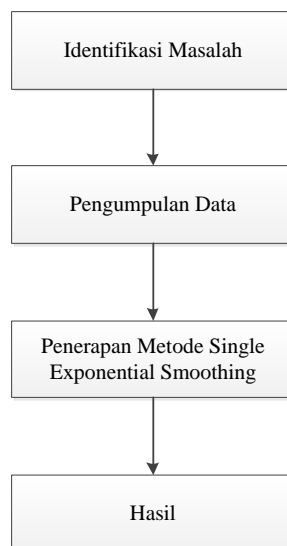 Identifikasi Masalah
Pengumpulan Data
Penerapan Metode Single
Exponential Smoothing
Hasil